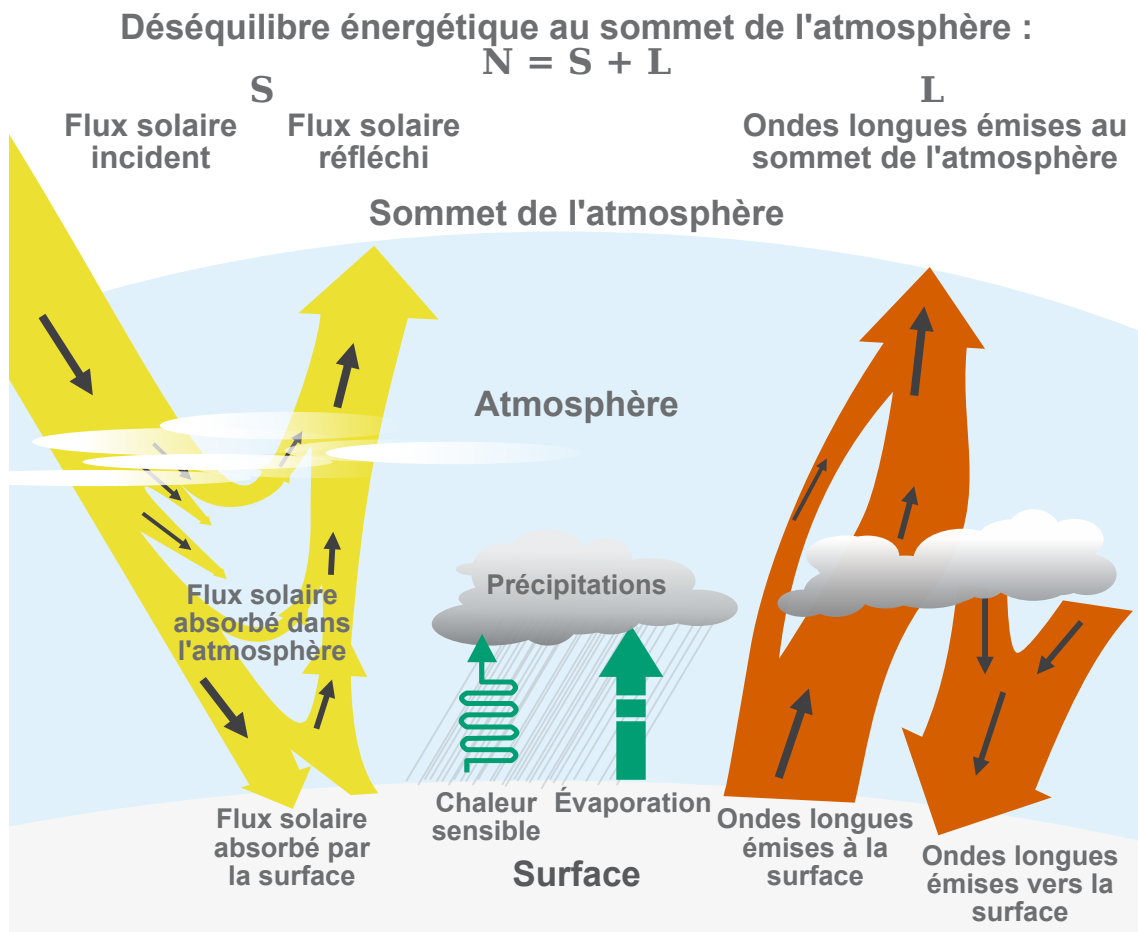 Déséquilibre énergétique au sommet de l'atmosphère :
N = S + L
S
L
Flux solaire
incident
Flux solaire
réfléchi
Ondes longues émises au
sommet de l'atmosphère
Sommet de l'atmosphère
Atmosphère
Précipitations
Flux solaire
absorbé dans
l'atmosphère
Flux solaire
absorbé par
la surface
Chaleur
sensible
Évaporation
Surface
Ondes longues
émises à la
surface
Ondes longues
émises vers la
surface